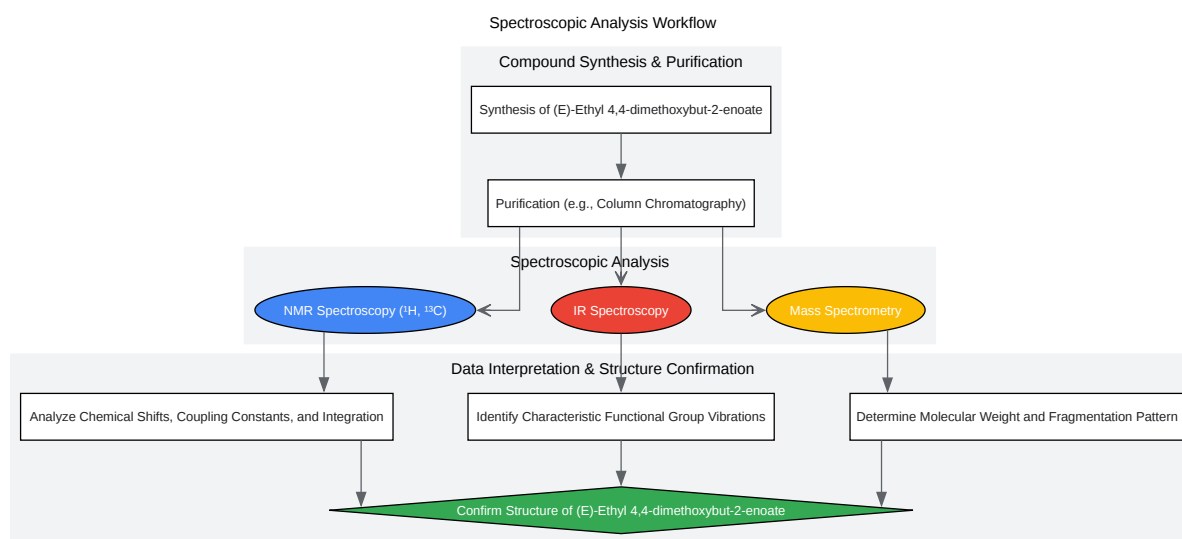 Spectroscopic Analysis Workflow
Compound Synthesis & Purification
Synthesis of (E)-Ethyl 4,4-dimethoxybut-2-enoate
Purification (e.g., Column Chromatography)
Spectroscopic Analysis
NMR Spectroscopy (¹H, ¹³C)
IR Spectroscopy
Mass Spectrometry
Data Interpretation & Structure Confirmation
Analyze Chemical Shifts, Coupling Constants, and Integration
Identify Characteristic Functional Group Vibrations
Determine Molecular Weight and Fragmentation Pattern
Confirm Structure of (E)-Ethyl 4,4-dimethoxybut-2-enoate